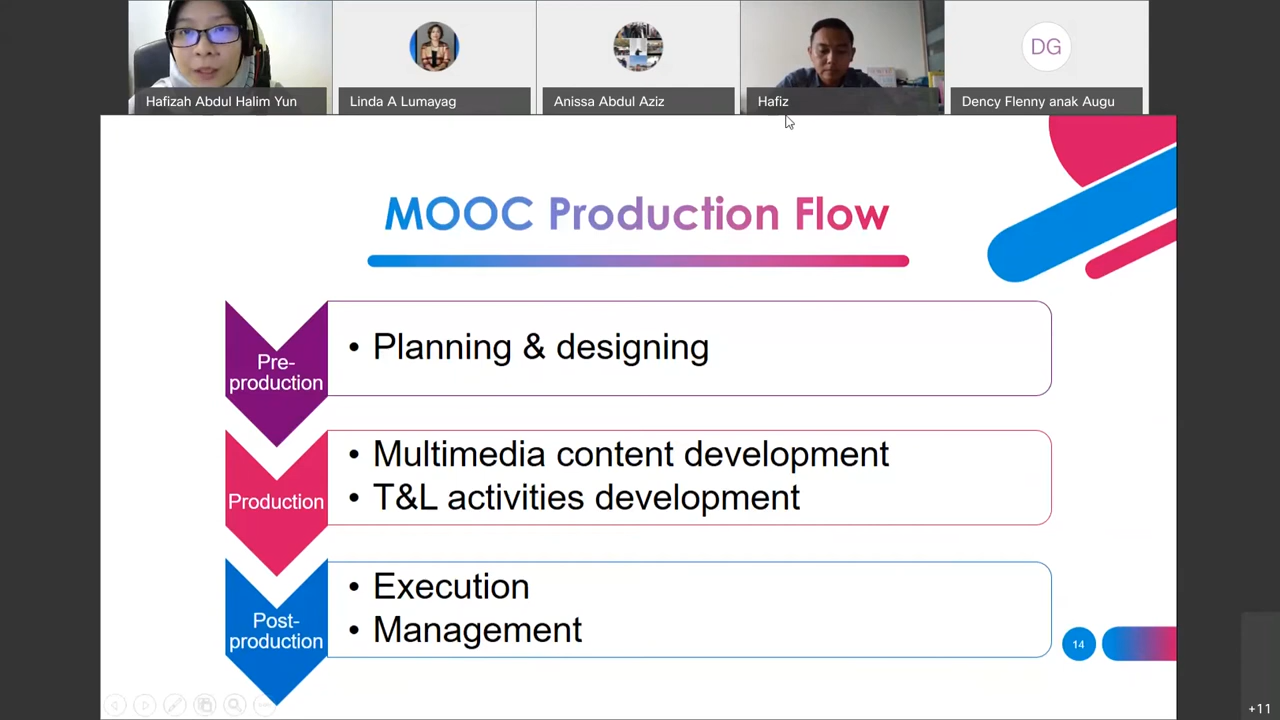 Hafizah Abdul Halim Yun
Linda A Lumayag
Anissa Abdul Aziz
Hafiz
DG
Dency Flenny anak Augu
MOOC Production Flow
Pre-
production
• Planning & designing
Production
• Multimedia content development
• T&L activities development
Post-
production
• Execution
• Management
14
+11